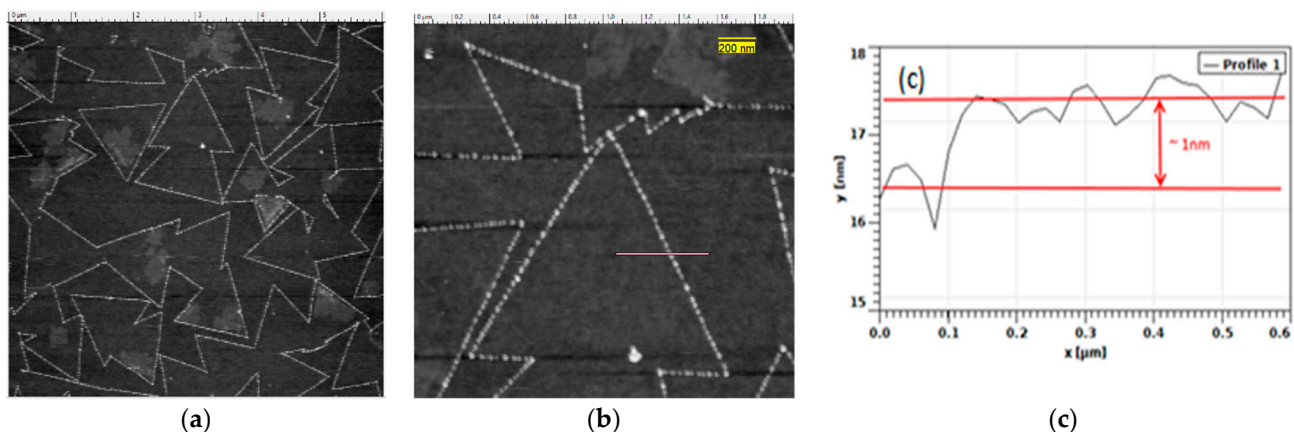 0 µm 1 2 3 4 5
0 µm 0.2 0.4 0.6 0.8 1.0 1.2 1.4 1.6 1.8
200 nm
(c)
Profile 1
18
17
16
15
y [nm]
~ 1nm
0.0 0.1 0.2 0.3 0.4 0.5 0.6
x [µm]
(a) (b) (c)